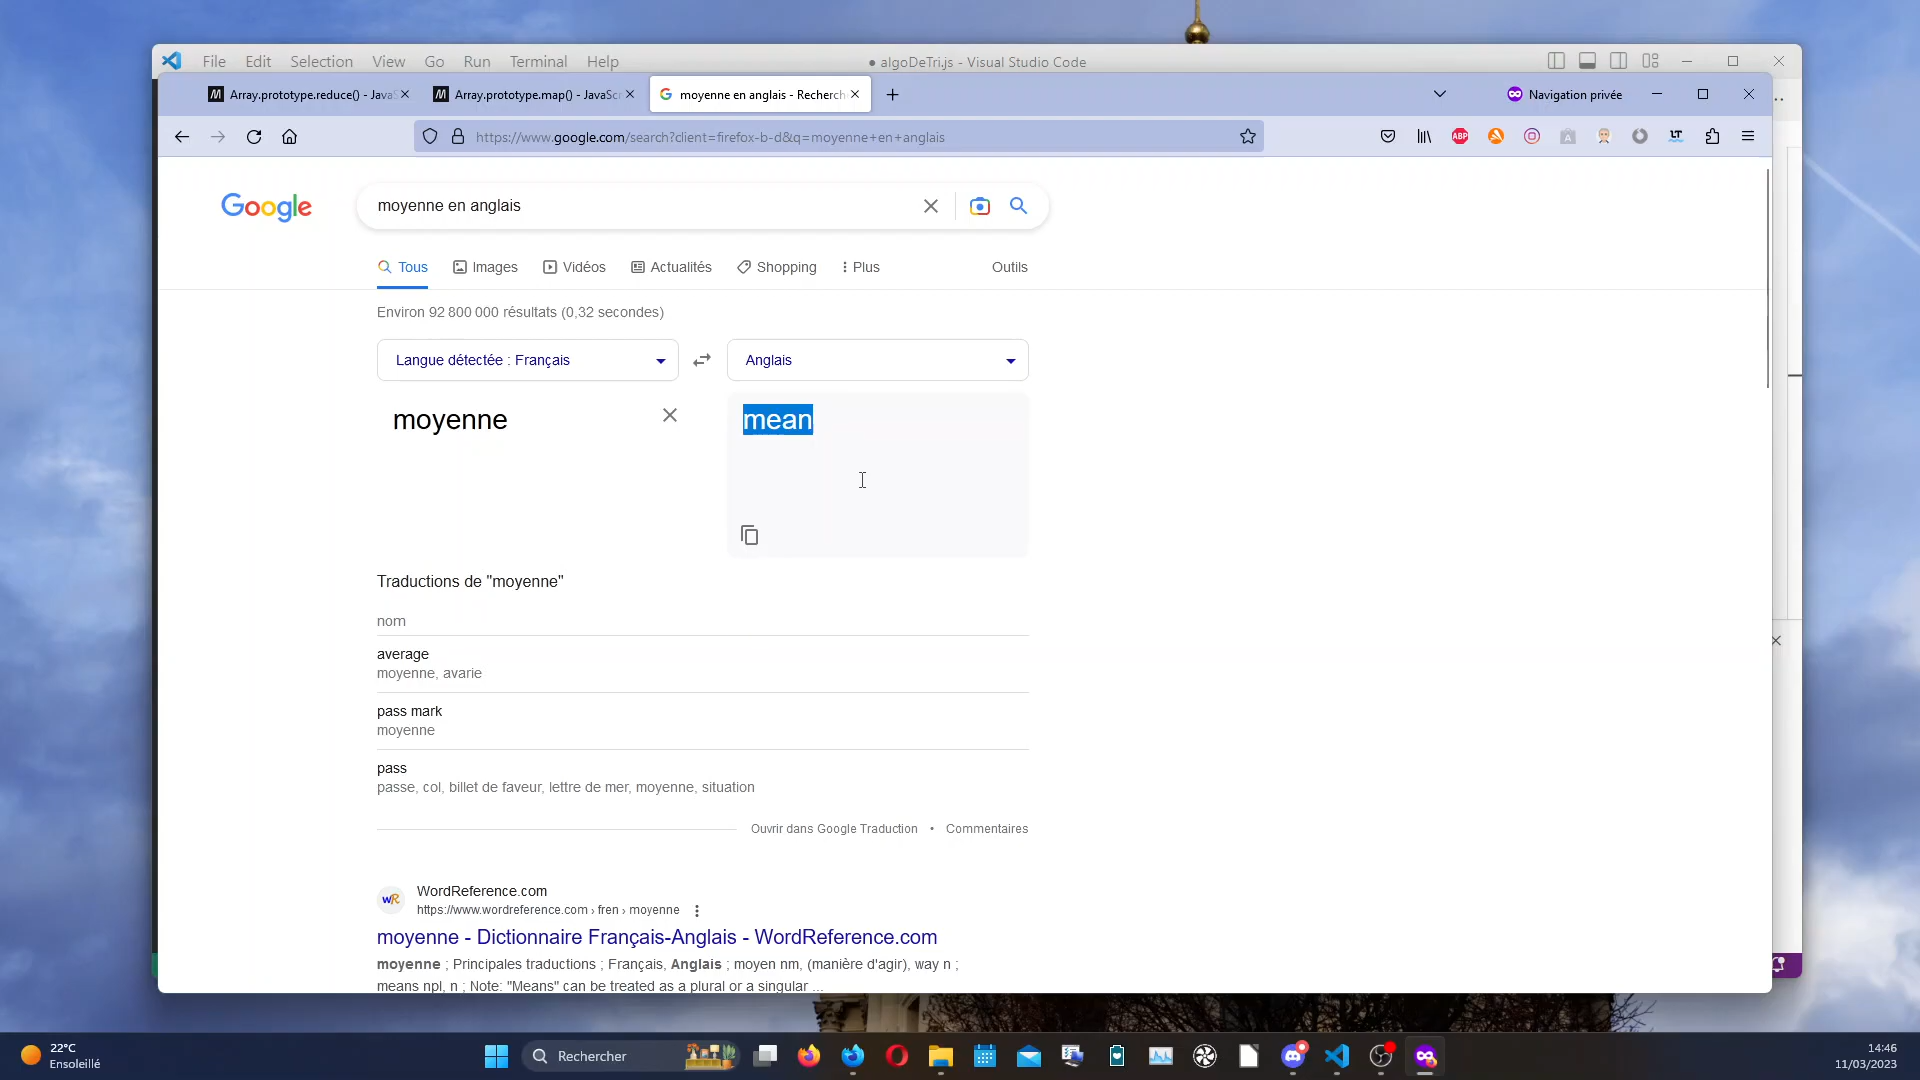 File Edit Selection View Go Run Terminal Help
● algoDeTri.js - Visual Studio Code
Array.prototype.reduce() - JavaS
Array.prototype.map() - JavaScr
moyenne en anglais - Recherch
Navigation privée
https://www.google.com/search?client=firefox-b-d&q=moyenne+en+anglais
ABP
LT
Google
moyenne en anglais
Tous Images Vidéos Actualités Shopping Plus Outils
Environ 92 800 000 résultats (0,32 secondes)
Langue détectée : Français
Anglais
moyenne
mean
Traductions de "moyenne"
nom
average
moyenne, avarie
pass mark
moyenne
pass
passe, col, billet de faveur, lettre de mer, moyenne, situation
Ouvrir dans Google Traduction • Commentaires
WR
WordReference.com
https://www.wordreference.com › fren › moyenne
moyenne - Dictionnaire Français-Anglais - WordReference.com
moyenne ; Principales traductions ; Français, Anglais ; moyen nm, (manière d'agir), way n ;
means npl, n ; Note: "Means" can be treated as a plural or a singular ...
22°C
Ensoleillé
Rechercher
14:46
11/03/2023